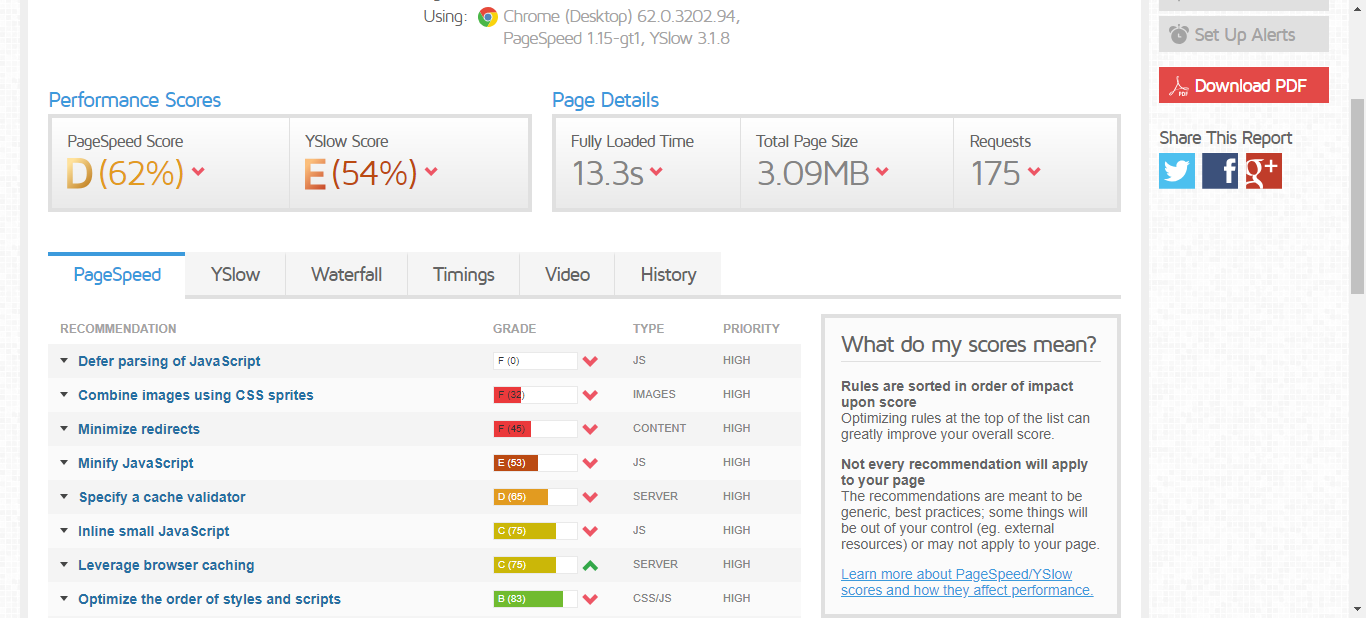 Using: Chrome (Desktop) 62.0.3202.94,
PageSpeed 1.15-gt1, YSlow 3.1.8
Set Up Alerts
Download PDF
Share This Report
Performance Scores
PageSpeed Score
D (62%)
YSlow Score
E (54%)
Page Details
Fully Loaded Time
13.3s
Total Page Size
3.09MB
Requests
175
PageSpeed YSlow Waterfall Timings Video History
RECOMMENDATION GRADE TYPE PRIORITY
Defer parsing of JavaScript F (0) JS HIGH
Combine images using CSS sprites F (32) IMAGES HIGH
Minimize redirects F (45) CONTENT HIGH
Minify JavaScript E (53) JS HIGH
Specify a cache validator D (65) SERVER HIGH
Inline small JavaScript C (75) JS HIGH
Leverage browser caching C (75) SERVER HIGH
Optimize the order of styles and scripts B (83) CSS/JS HIGH
What do my scores mean?
Rules are sorted in order of impact
upon score
Optimizing rules at the top of the list can
greatly improve your overall score.
Not every recommendation will apply
to your page
The recommendations are meant to be
generic, best practices; some things will
be out of your control (eg. external
resources) or may not apply to your page.
Learn more about PageSpeed/YSlow
scores and how they affect performance.